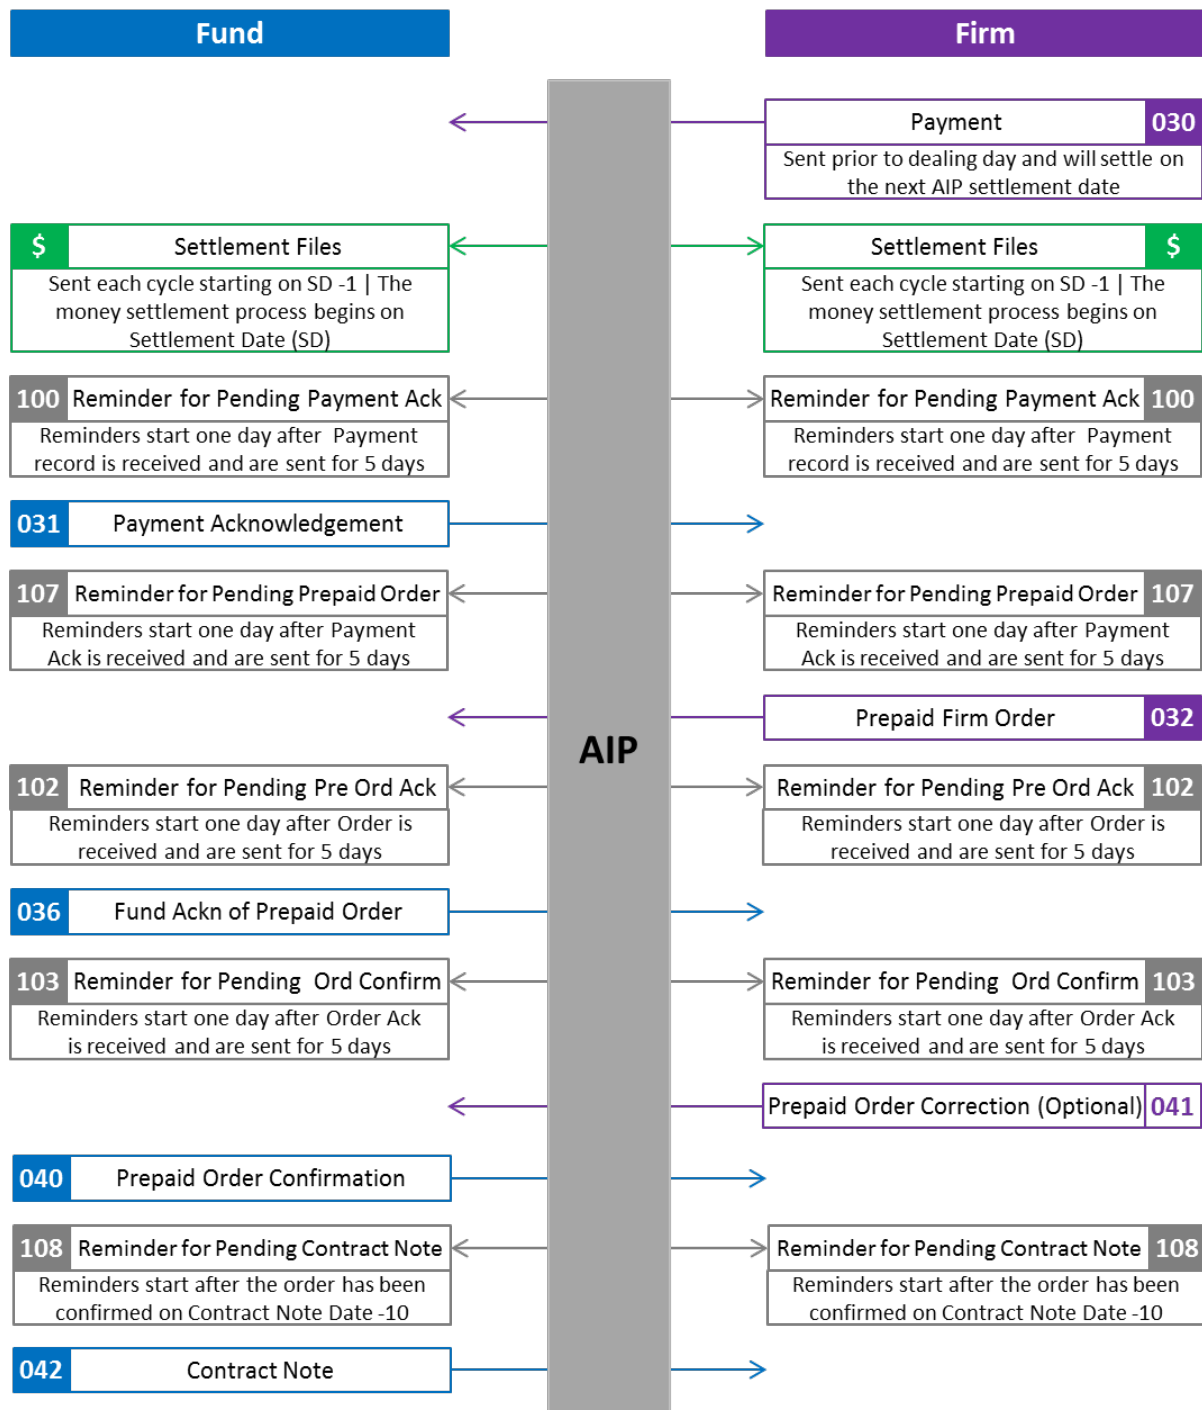 Fund
Firm
Payment 030
Sent prior to dealing day and will settle on
the next AIP settlement date
$ Settlement Files
Sent each cycle starting on SD -1 | The
money settlement process begins on
Settlement Date (SD)
Settlement Files $
Sent each cycle starting on SD -1 | The
money settlement process begins on
Settlement Date (SD)
100 Reminder for Pending Payment Ack
Reminders start one day after Payment
record is received and are sent for 5 days
Reminder for Pending Payment Ack 100
Reminders start one day after Payment
record is received and are sent for 5 days
031 Payment Acknowledgement
107 Reminder for Pending Prepaid Order
Reminders start one day after Payment
Ack is received and are sent for 5 days
Reminder for Pending Prepaid Order 107
Reminders start one day after Payment
Ack is received and are sent for 5 days
Prepaid Firm Order 032
AIP
102 Reminder for Pending Pre Ord Ack
Reminders start one day after Order is
received and are sent for 5 days
Reminder for Pending Pre Ord Ack 102
Reminders start one day after Order is
received and are sent for 5 days
036 Fund Ackn of Prepaid Order
103 Reminder for Pending Ord Confirm
Reminders start one day after Order Ack
is received and are sent for 5 days
Reminder for Pending Ord Confirm 103
Reminders start one day after Order Ack
is received and are sent for 5 days
Prepaid Order Correction (Optional) 041
040 Prepaid Order Confirmation
108 Reminder for Pending Contract Note
Reminders start after the order has been
confirmed on Contract Note Date -10
Reminder for Pending Contract Note 108
Reminders start after the order has been
confirmed on Contract Note Date -10
042 Contract Note